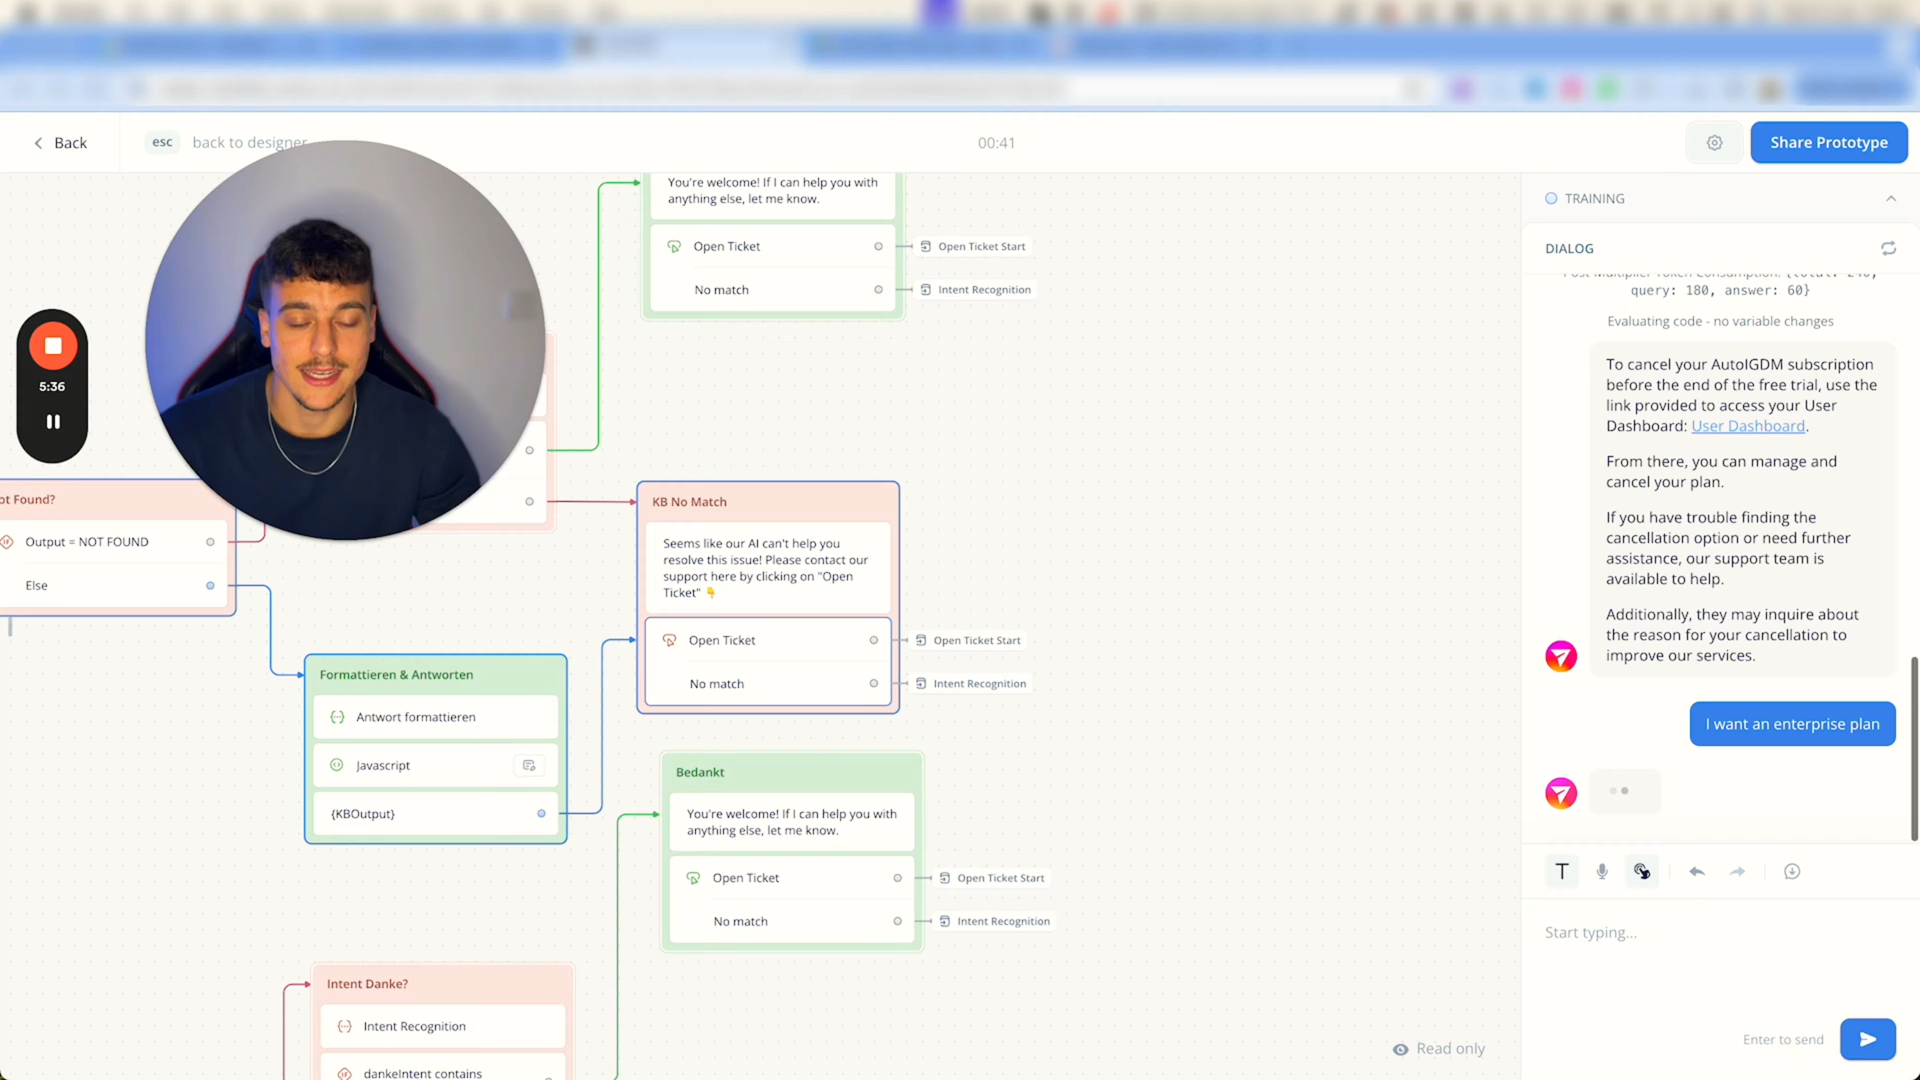 Back
esc
back to designer
00:41
Share Prototype
You're welcome! If I can help you with
anything else, let me know.
Open Ticket
Open Ticket Start
No match
Intent Recognition
5:36
ot Found?
Output = NOT FOUND
Else
KB No Match
Seems like our AI can't help you
resolve this issue! Please contact our
support here by clicking on "Open
Ticket" 👇
Open Ticket
Open Ticket Start
No match
Intent Recognition
Formattieren & Antworten
Antwort formattieren
Javascript
{KBOutput}
Bedankt
You're welcome! If I can help you with
anything else, let me know.
Open Ticket
Open Ticket Start
No match
Intent Recognition
Intent Danke?
Intent Recognition
dankeIntent contains
Read only
TRAINING
DIALOG
Post-Multiplier Token Consumption: {total: 240,
query: 180, answer: 60}
Evaluating code - no variable changes
To cancel your AutoIGDM subscription
before the end of the free trial, use the
link provided to access your User
Dashboard: User Dashboard.
From there, you can manage and
cancel your plan.
If you have trouble finding the
cancellation option or need further
assistance, our support team is
available to help.
Additionally, they may inquire about
the reason for your cancellation to
improve our services.
I want an enterprise plan
T
Start typing...
Enter to send